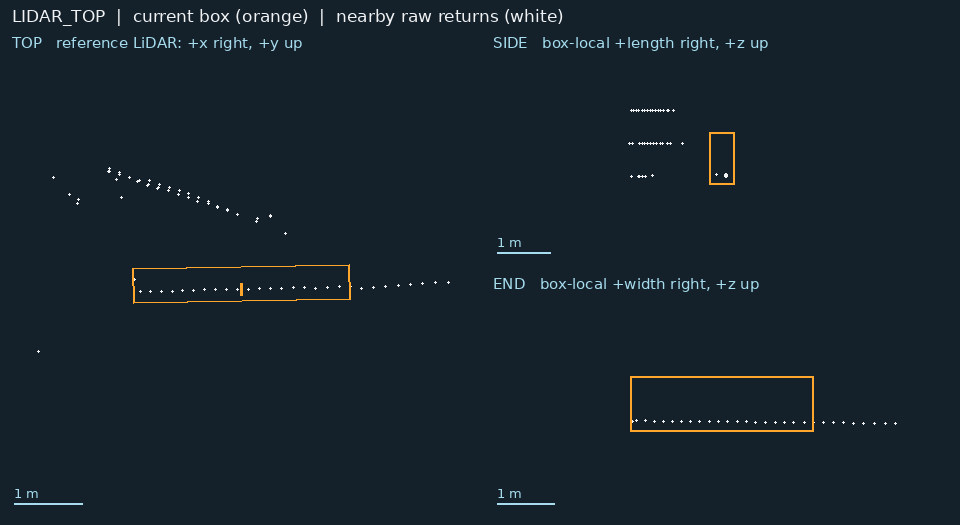 LIDAR_TOP | current box (orange) | nearby raw returns (white)
TOP reference LiDAR: +x right, +y up
SIDE box-local +length right, +z up
1 m
END box-local +width right, +z up
1 m
1 m